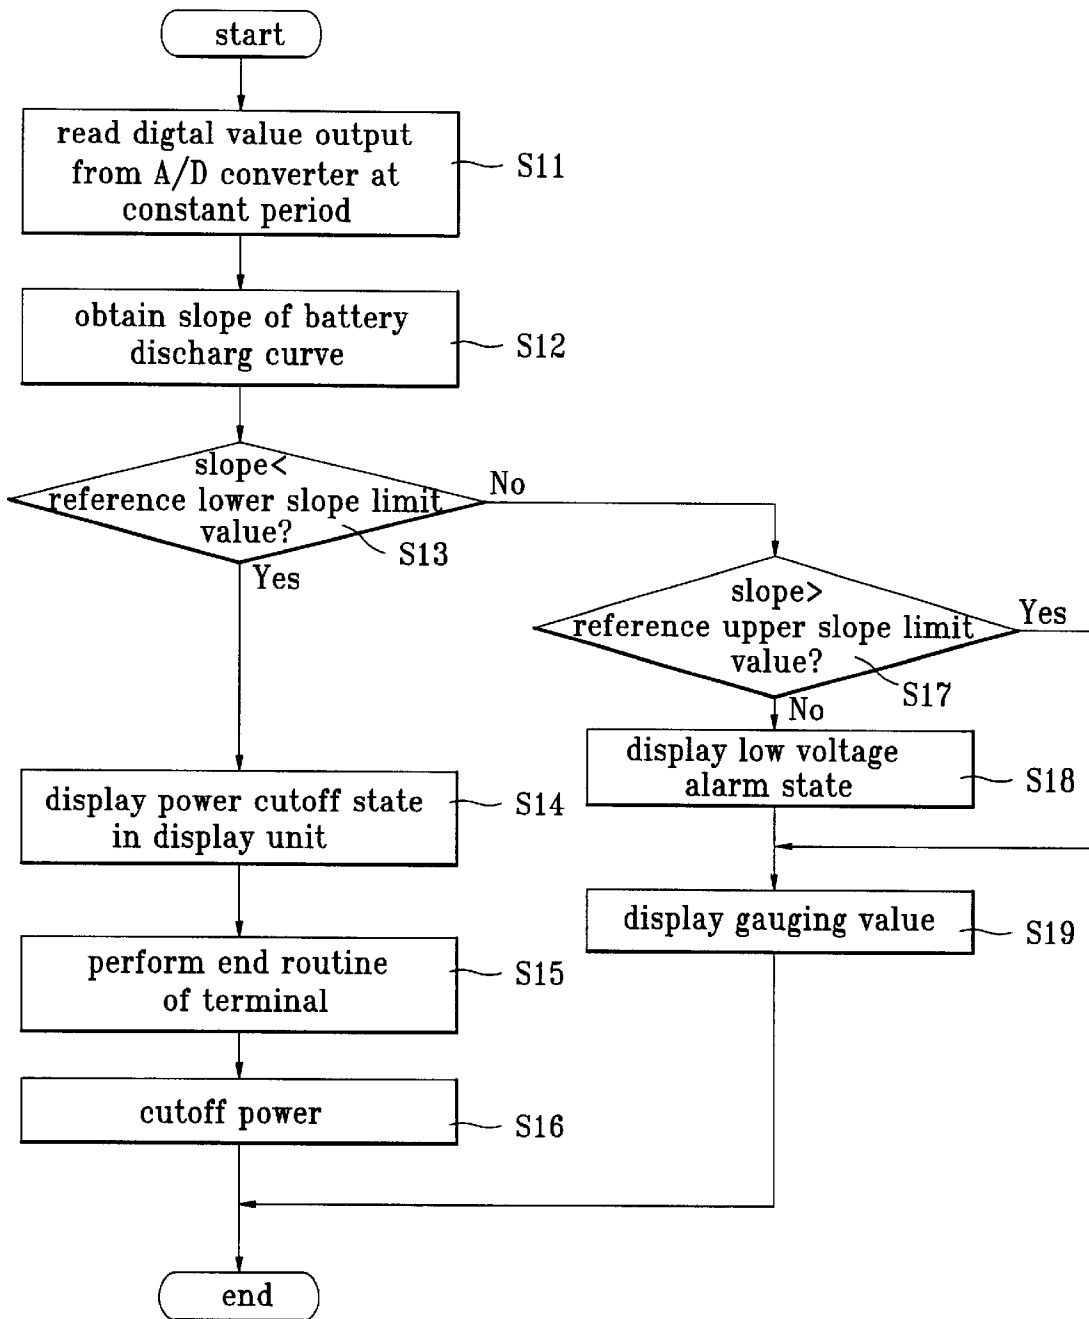 start
read digtal value output
from A/D converter at
constant period
S11
obtain slope of battery
discharg curve
S12
slope<
reference lower slope limit
value?
S13
No
Yes
slope>
reference upper slope limit
value?
S17
Yes
No
display low voltage
alarm state
S18
display power cutoff state
in display unit
S14
display gauging value
S19
perform end routine
of terminal
S15
cutoff power
S16
end